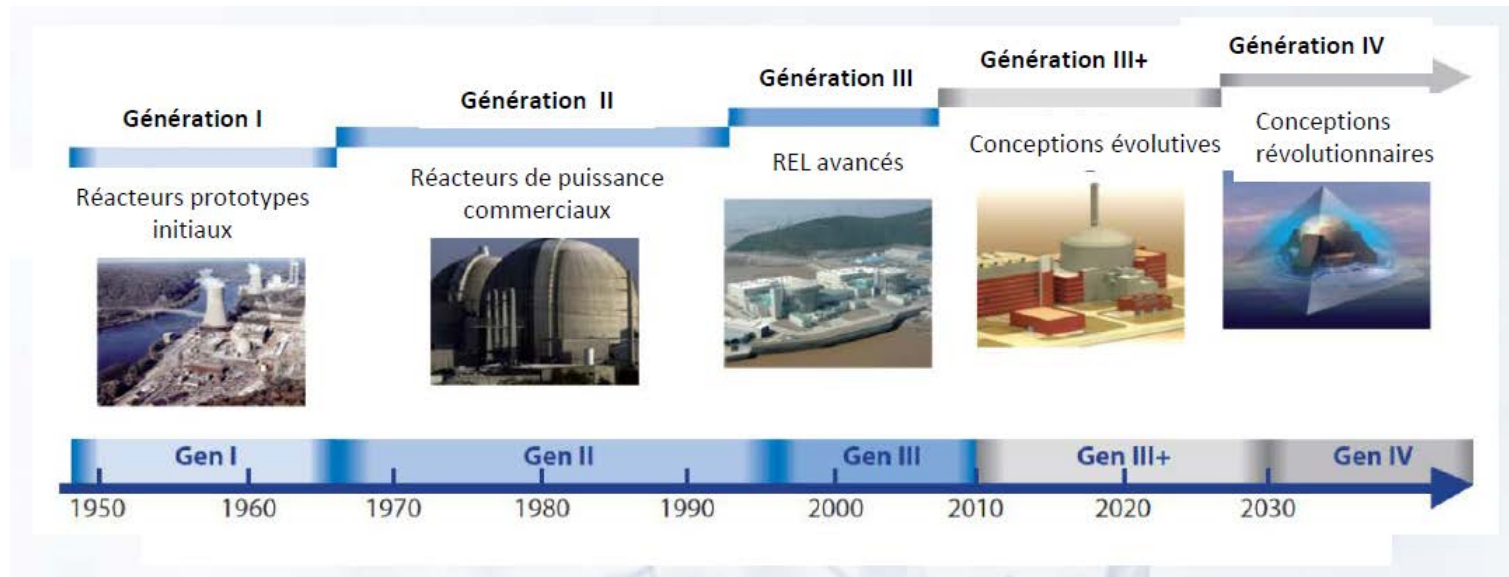 Génération I
Réacteurs prototypes
initiaux
Génération II
Réacteurs de puissance
commerciaux
Génération III
REL avancés
Génération III+
Conceptions évolutives
Génération IV
Conceptions
révolutionnaires
Gen I
Gen II
Gen III
Gen III+
Gen IV
1950
1960
1970
1980
1990
2000
2010
2020
2030